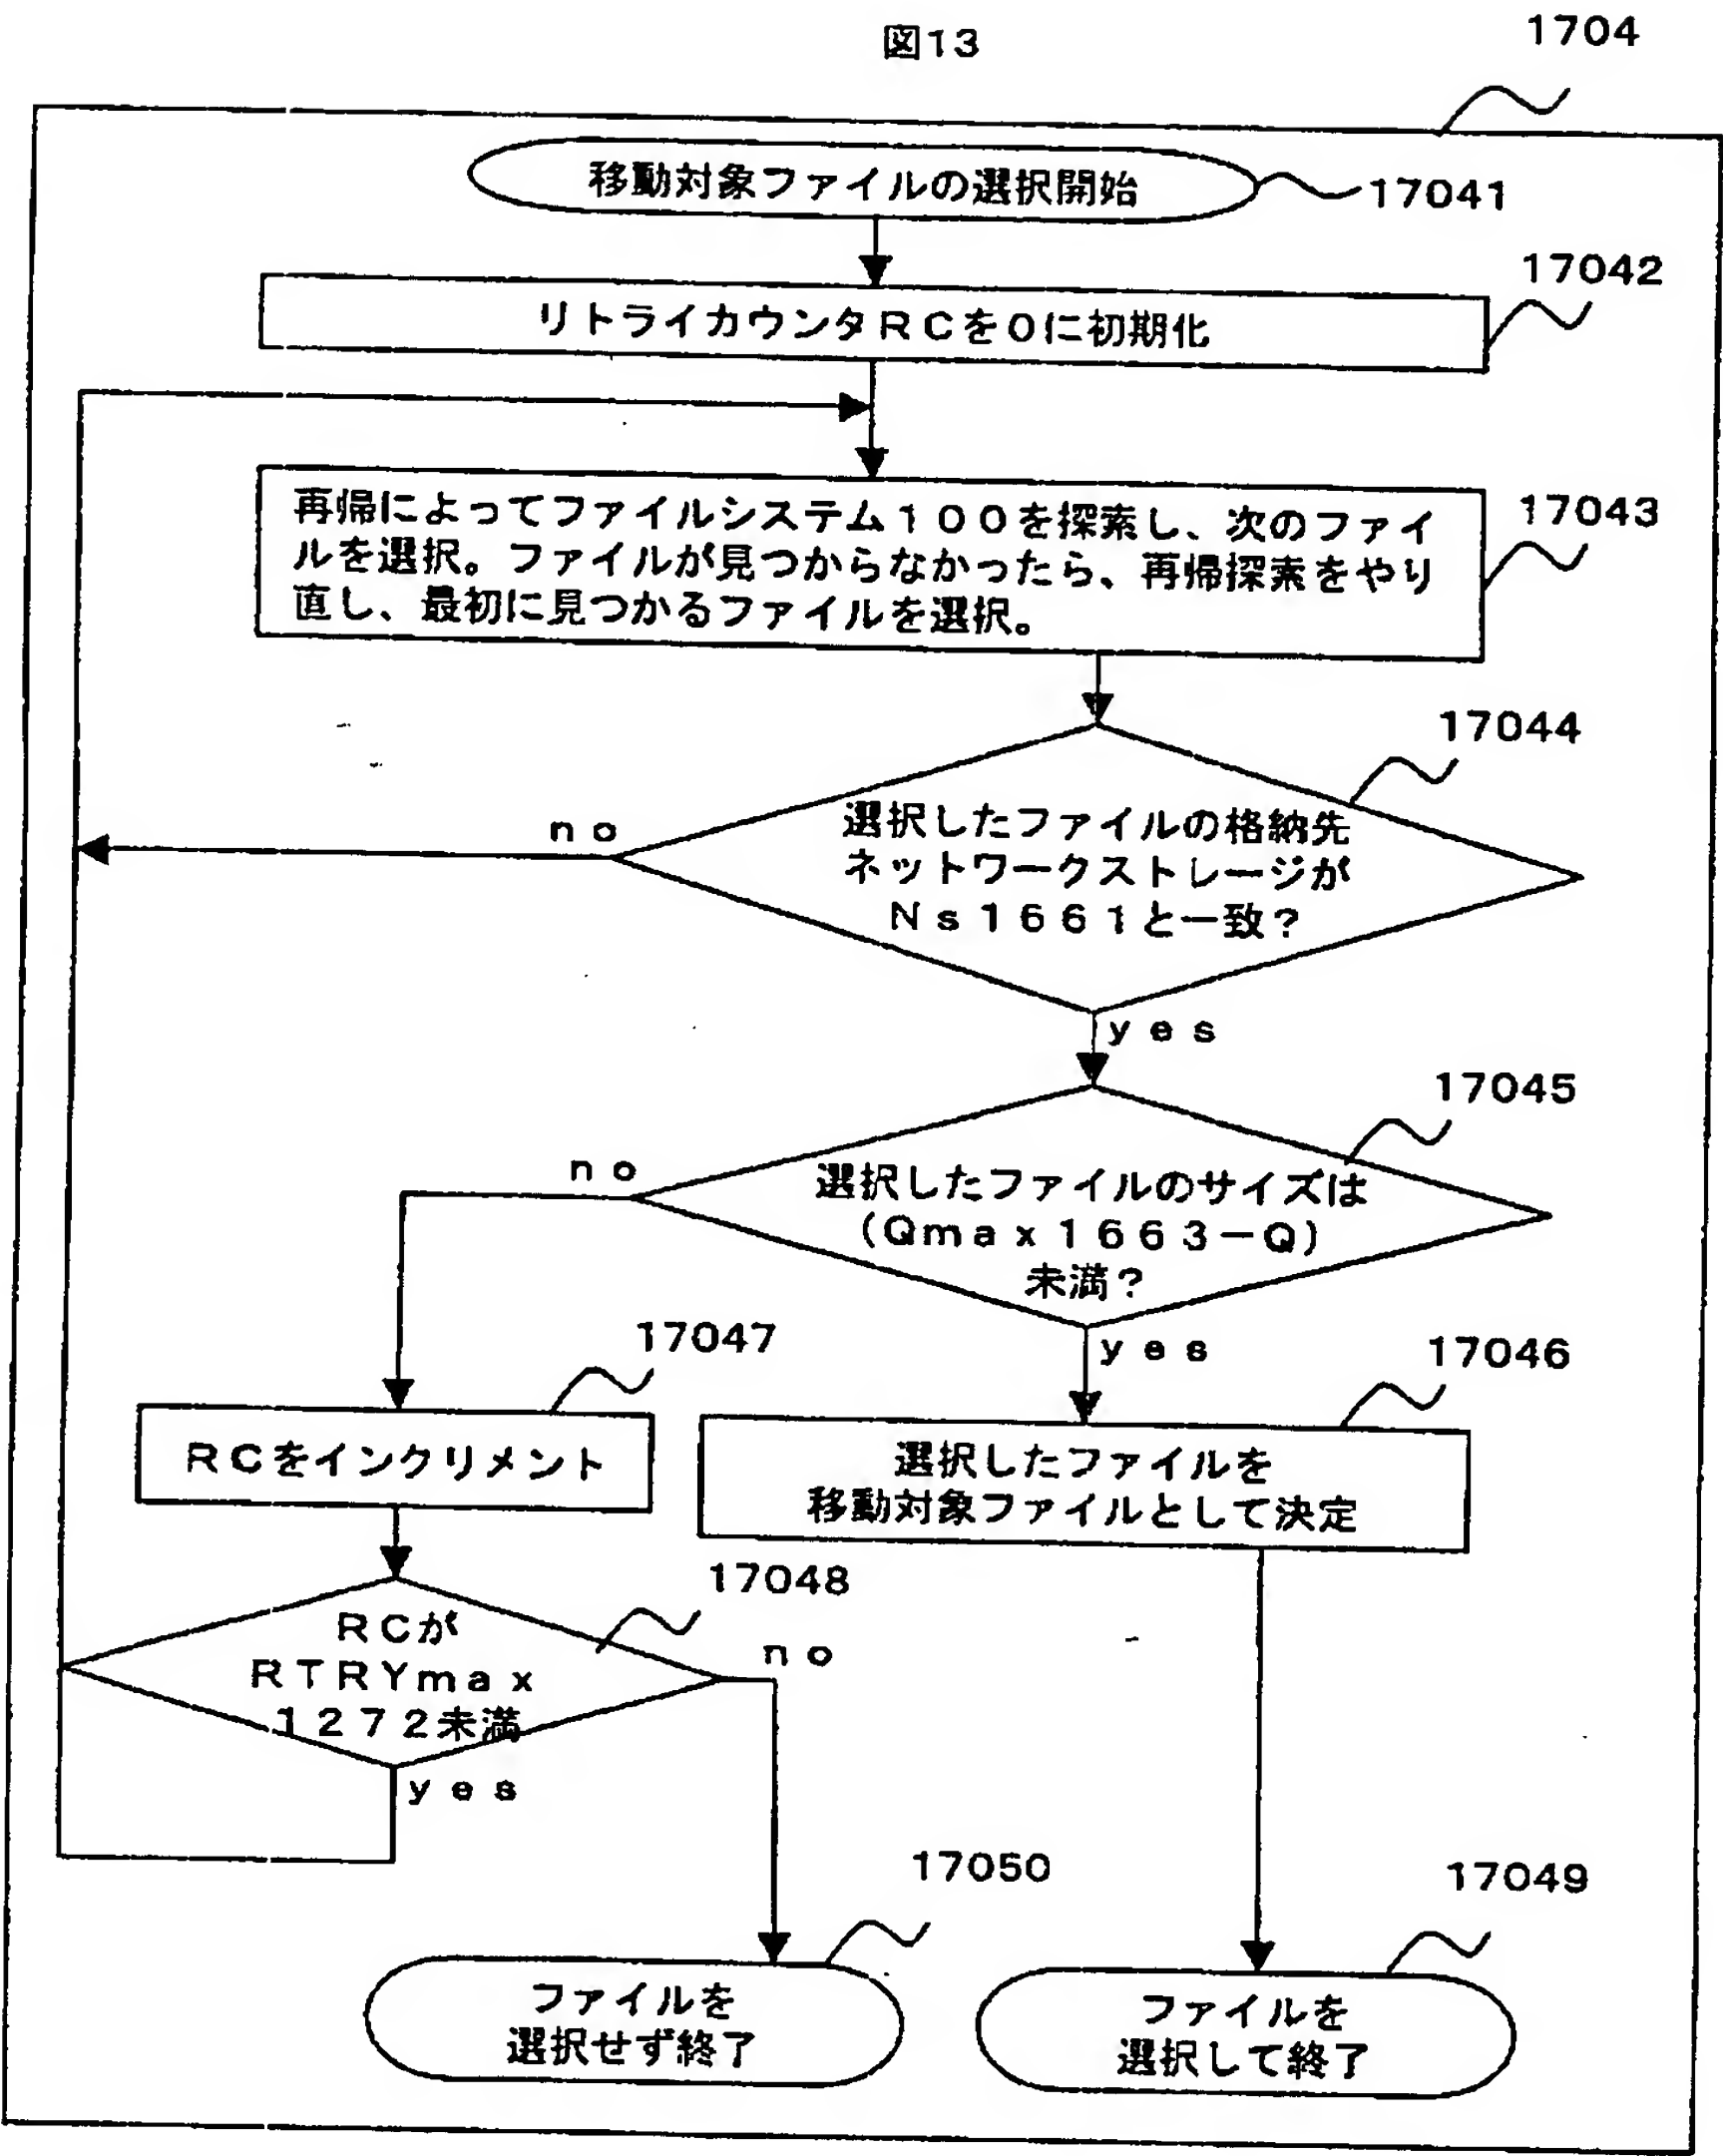 図13
1704
移動対象ファイルの選択開始
17041
17042
リトライカウンタRCを0に初期化
17043
再帰によってファイルシステム100を探索し、次のファイ
ルを選択。ファイルが見つからなかったら、再帰探索をやり
直し、最初に見つかるファイルを選択。
17044
no
選択したファイルの格納先
ネットワークストレージが
Ns1661と一致?
yes
17045
no
選択したファイルのサイズは
(Qmax1663-Q)
未満?
yes
17047
17046
RCをインクリメント
選択したファイルを
移動対象ファイルとして決定
17048
RCが
RTRYmax
1272未満
no
yes
17050
17049
ファイルを
選択せず終了
ファイルを
選択して終了